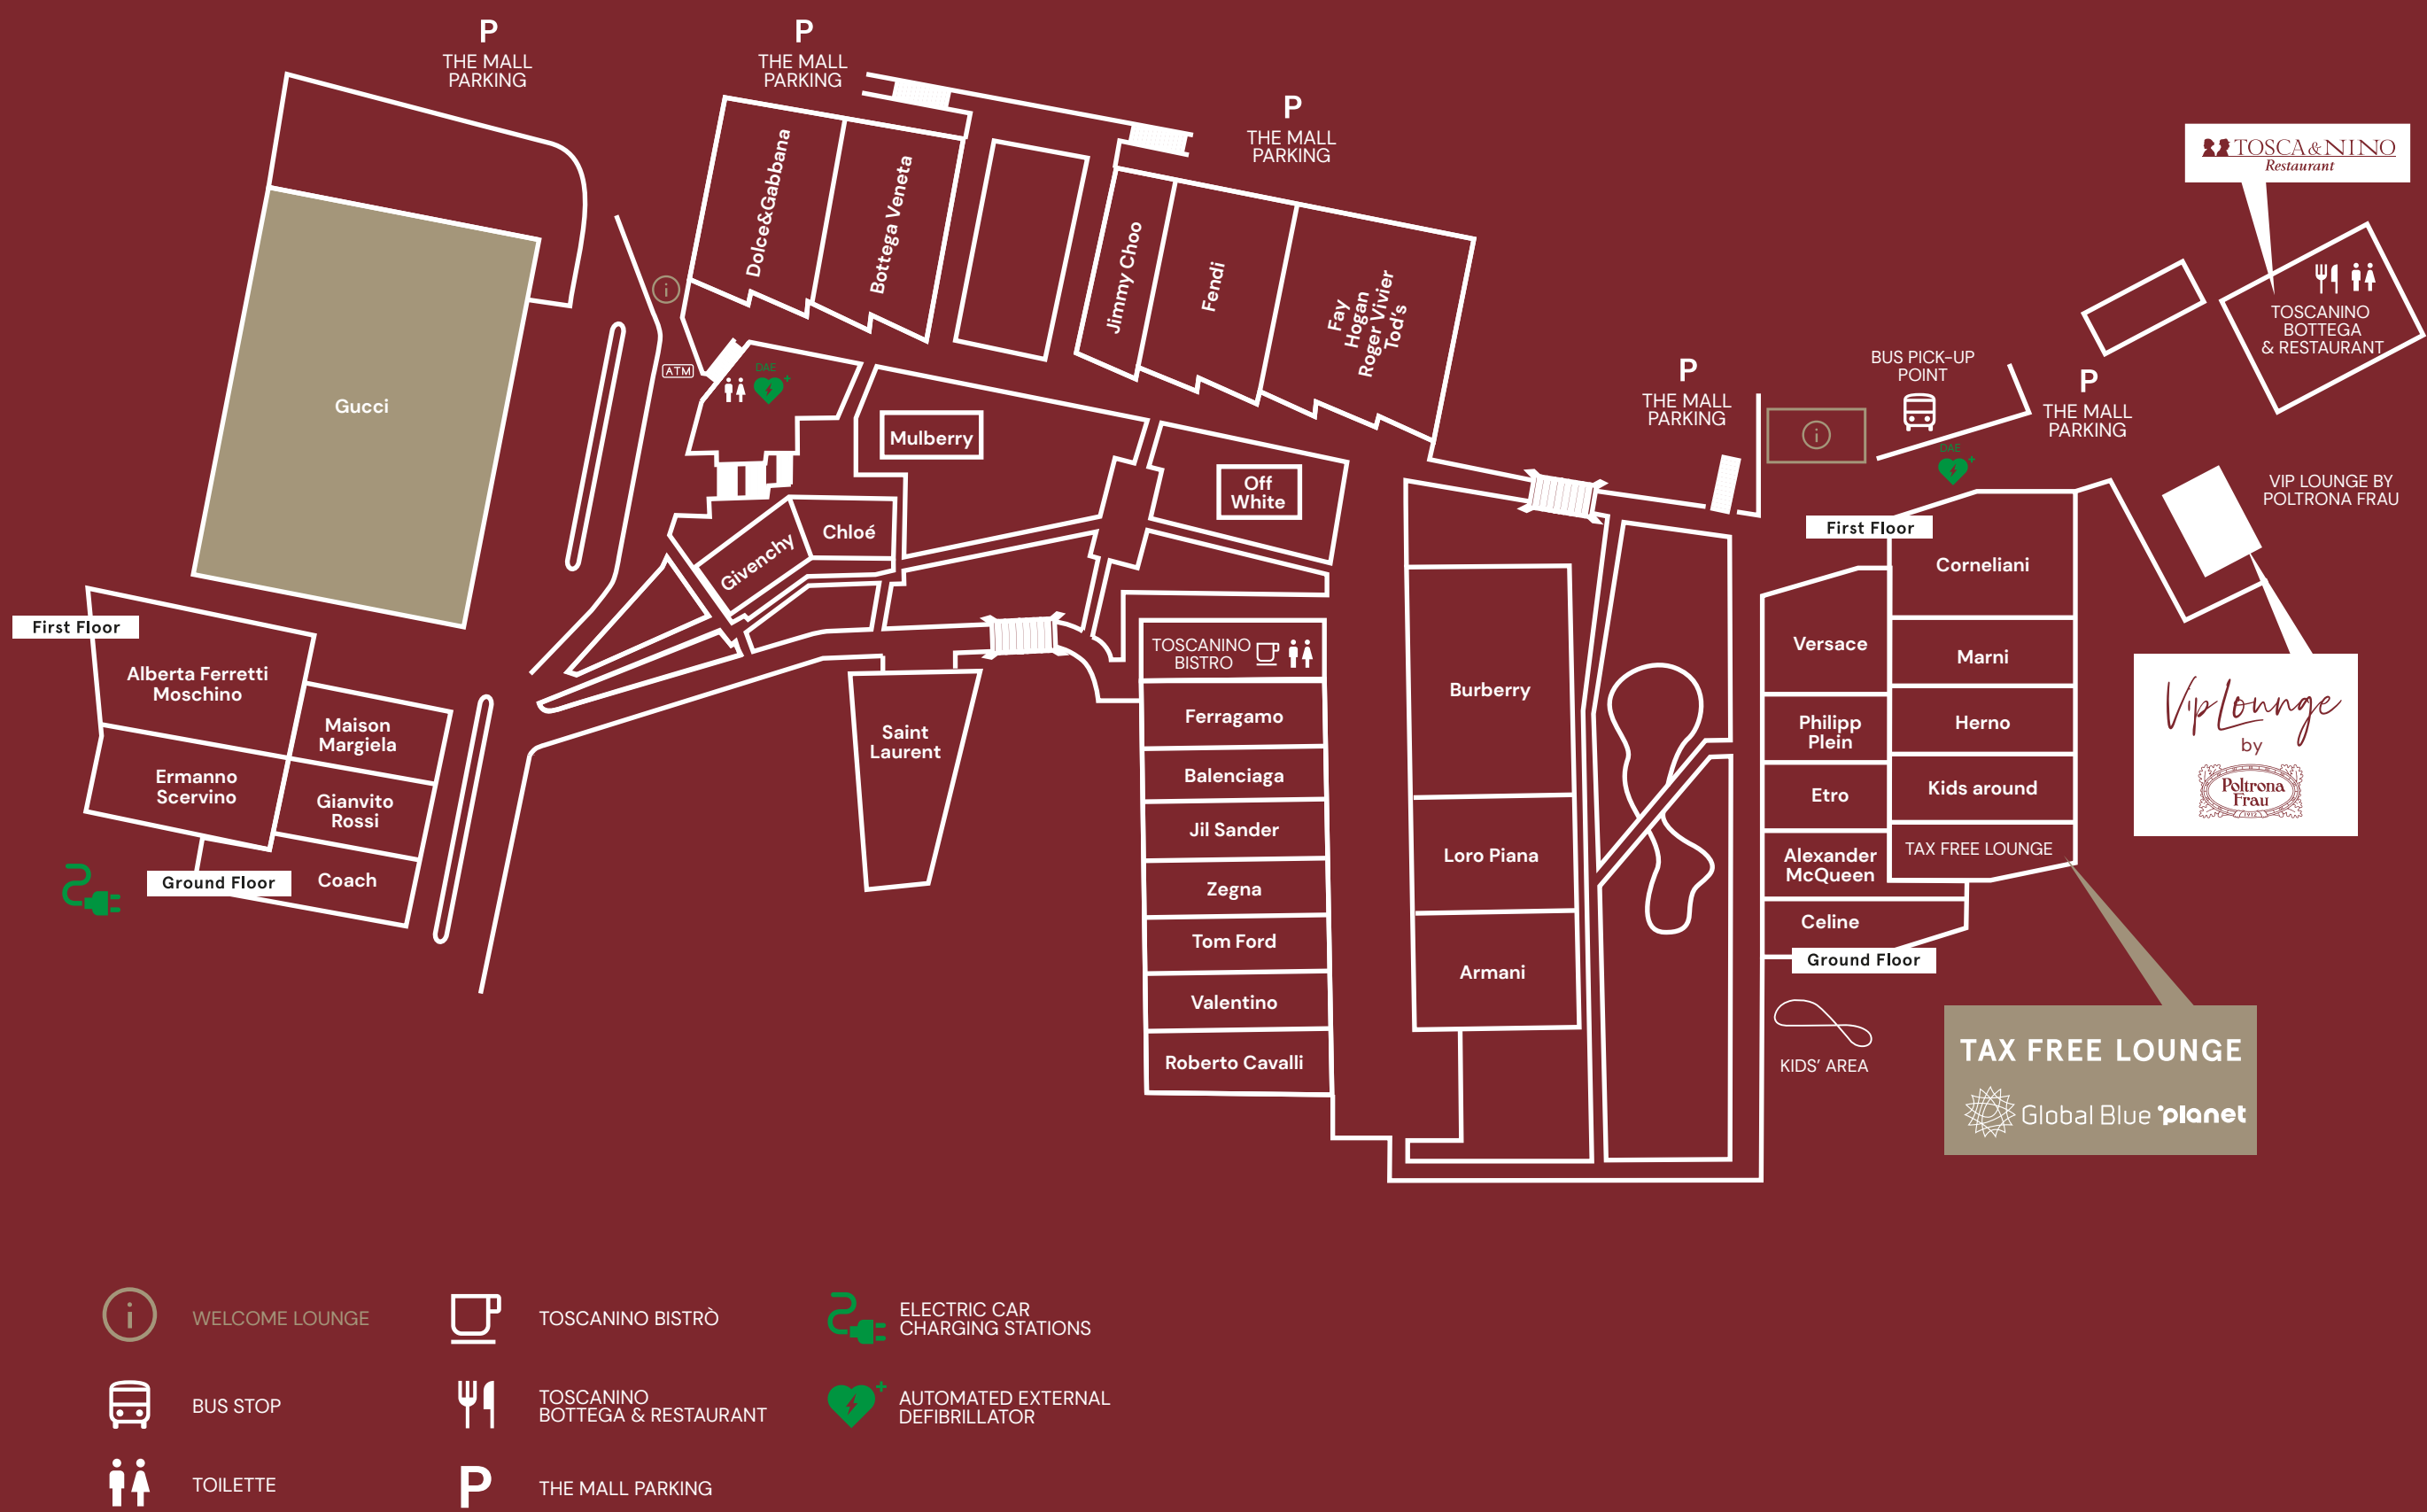 P
THE MALL
PARKING
P
THE MALL
PARKING
P
THE MALL
PARKING
TOSCA&NINO
Restaurant
Dolce&Gabbana
Bottega Veneta
Jimmy Choo
Fendi
Fay
Hogan
Roger Vivier
Tod's
i
ATM
DAE
Gucci
Mulberry
Off
White
Chloé
Givenchy
P
THE MALL
PARKING
i
BUS PICK-UP
POINT
DAE
P
THE MALL
PARKING
TOSCANINO
BOTTEGA
& RESTAURANT
VIP LOUNGE BY
POLTRONA FRAU
First Floor
Alberta Ferretti
Moschino
Ermanno
Scervino
Maison
Margiela
Gianvito
Rossi
Coach
Ground Floor
Saint
Laurent
TOSCANINO
BISTRO
Ferragamo
Balenciaga
Jil Sander
Zegna
Tom Ford
Valentino
Roberto Cavalli
Burberry
Loro Piana
Armani
First Floor
Corneliani
Marni
Herno
Kids around
TAX FREE LOUNGE
Versace
Philipp
Plein
Etro
Alexander
McQueen
Celine
Ground Floor
KIDS' AREA
Vip Lounge
by
Poltrona
Frau
1912
TAX FREE LOUNGE
Global Blue planet
i
WELCOME LOUNGE
BUS STOP
TOILETTE
TOSCANINO BISTRÒ
TOSCANINO
BOTTEGA & RESTAURANT
P
THE MALL PARKING
ELECTRIC CAR
CHARGING STATIONS
AUTOMATED EXTERNAL
DEFIBRILLATOR